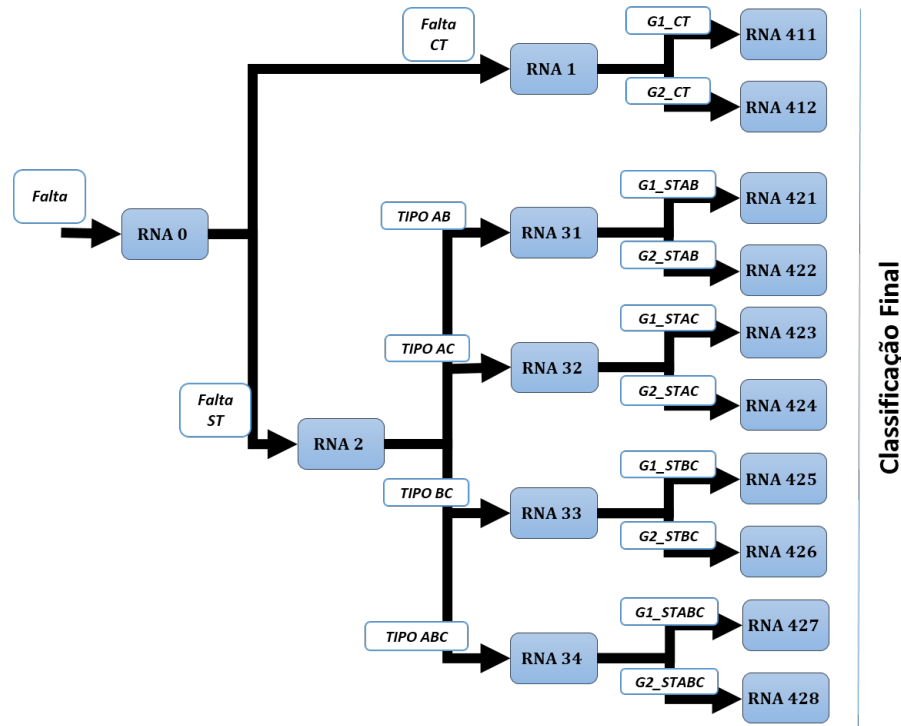 Falta
CT
G1_CT
RNA 411
RNA 1
G2_CT
RNA 412
Falta
RNA 0
G1_STAB
RNA 421
TIPO AB
RNA 31
G2_STAB
RNA 422
G1_STAC
RNA 423
TIPO AC
RNA 32
G2_STAC
RNA 424
Falta
ST
RNA 2
G1_STBC
RNA 425
TIPO BC
RNA 33
G2_STBC
RNA 426
G1_STABC
RNA 427
TIPO ABC
RNA 34
G2_STABC
RNA 428
Classificação Final